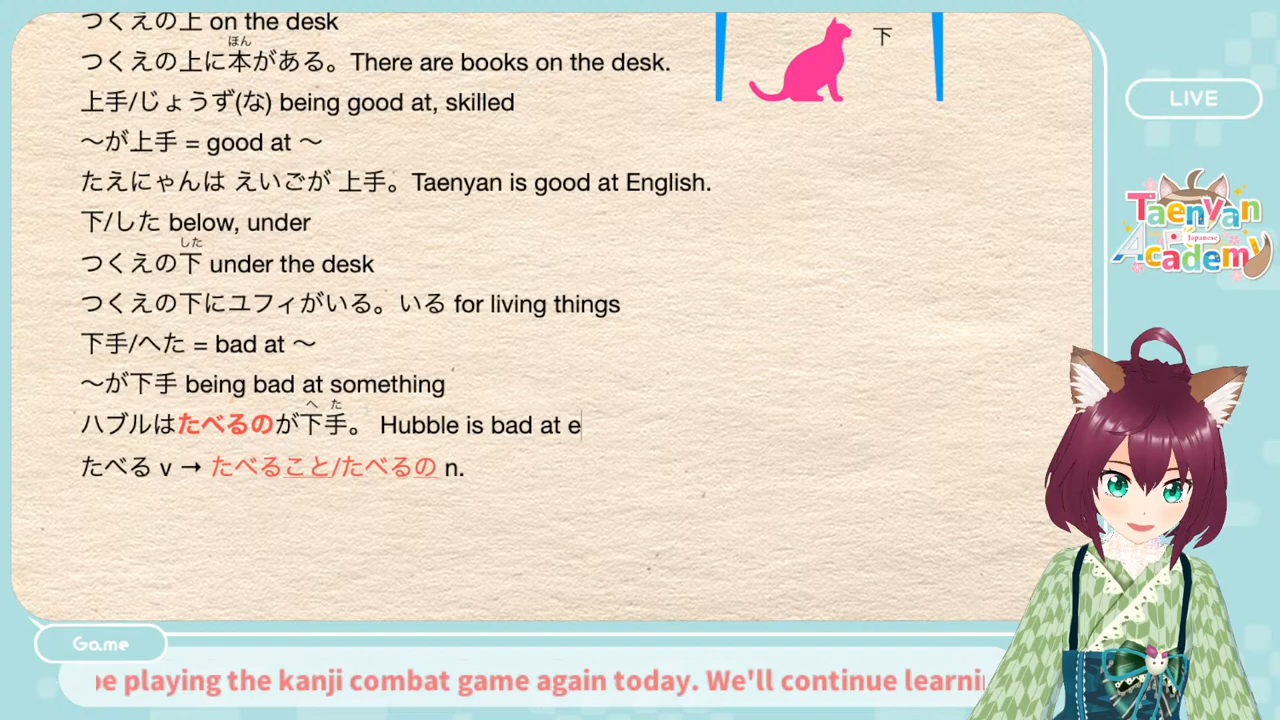 つくえの上 on the desk
ほん
つくえの上に本がある。There are books on the desk.
上手/じょうず(な) being good at, skilled
〜が上手 = good at 〜
たえにゃんは えいごが 上手。Taenyan is good at English.
下/した below, under
した
つくえの下 under the desk
つくえの下にユフィがいる。いる for living things
下手/へた = bad at 〜
〜が下手 being bad at something
へ た
ハブルはたべるのが下手。 Hubble is bad at e
たべる v → たべること/たべるの n.
下
LIVE
Taenyan
Japanese
Academy
Game
be playing the kanji combat game again today. We'll continue learni